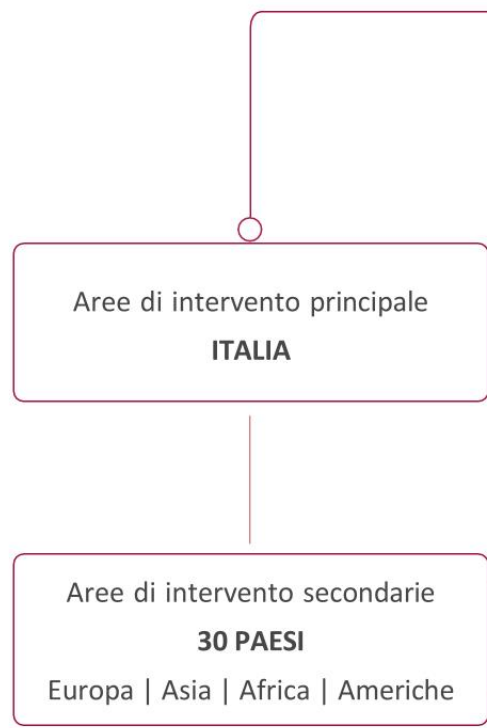 Aree di intervento principale
ITALIA
Aree di intervento secondarie
30 PAESI
Europa | Asia | Africa | Americhe